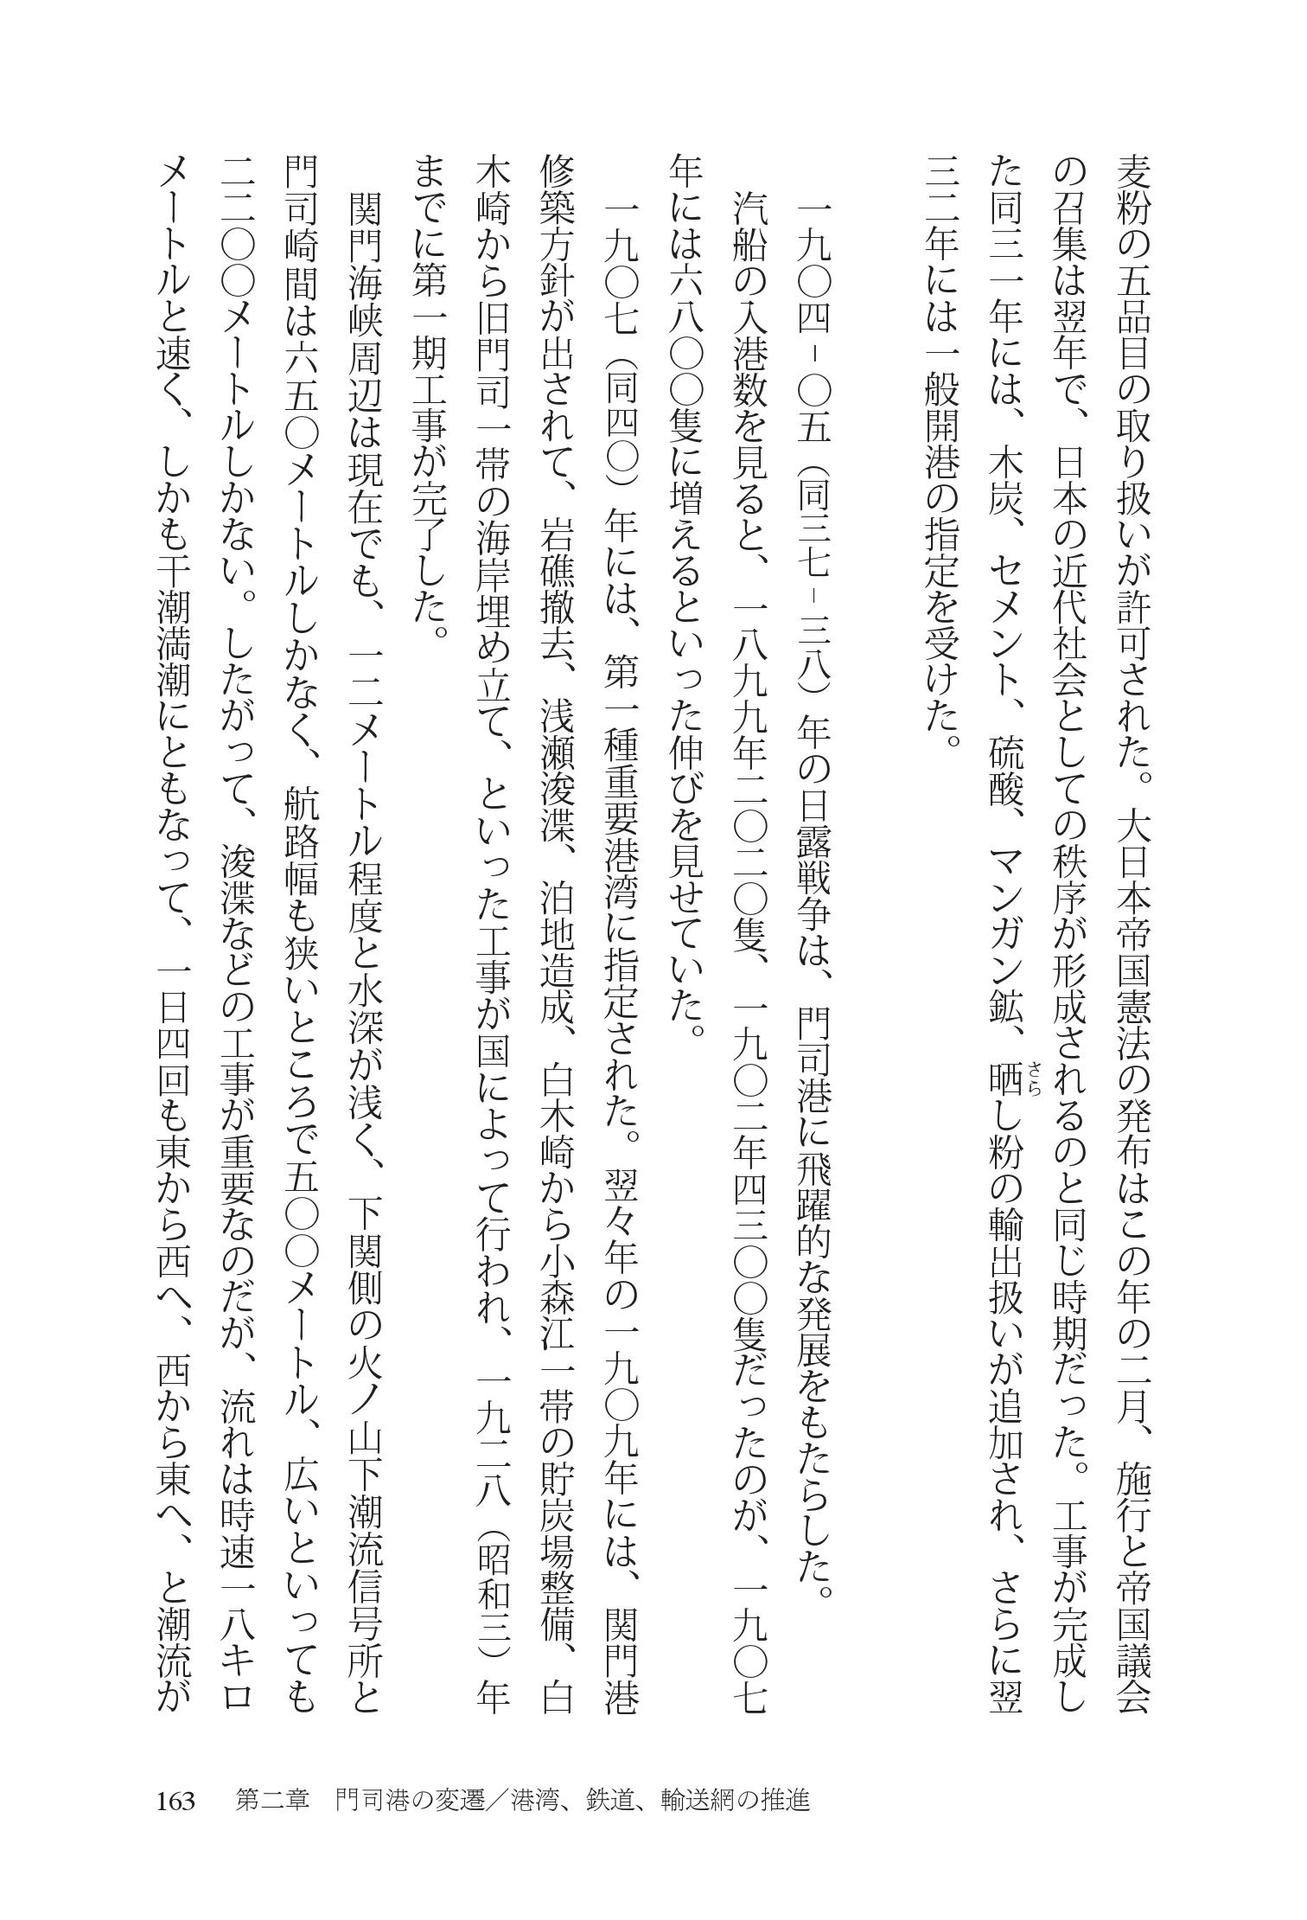 麦粉の五品目の取り扱いが許可された。大日本帝国憲法の発布はこの年の二月、施行と帝国議会
の召集は翌年で、日本の近代社会としての秩序が形成されるのと同じ時期だった。工事が完成し
た同三一年には、木炭、セメント、硫酸、マンガン鉱、晒さらし粉の輸出扱いが追加され、さらに翌
三二年には一般開港の指定を受けた。
一九〇四－〇五（同三七－三八）年の日露戦争は、門司港に飛躍的な発展をもたらした。
汽船の入港数を見ると、一八九九年二〇二〇隻、一九〇二年四三〇〇隻だったのが、一九〇七
年には六八〇〇隻に増えるといった伸びを見せていた。
一九〇七（同四〇）年には、第一種重要港湾に指定された。翌々年の一九〇九年には、関門港
修築方針が出されて、岩礁撤去、浅瀬浚渫、泊地造成、白木崎から小森江一帯の貯炭場整備、白
木崎から旧門司一帯の海岸埋め立て、といった工事が国によって行われ、一九二八（昭和三）年
までに第一期工事が完了した。
関門海峡周辺は現在でも、一二メートル程度と水深が浅く、下関側の火ノ山下潮流信号所と
門司崎間は六五〇メートルしかなく、航路幅も狭いところで五〇〇メートル、広いといっても
二二〇〇メートルしかない。したがって、浚渫などの工事が重要なのだが、流れは時速一八キロ
メートルと速く、しかも干潮満潮にともなって、一日四回も東から西へ、西から東へ、と潮流が
163 第二章 門司港の変遷／港湾、鉄道、輸送網の推進